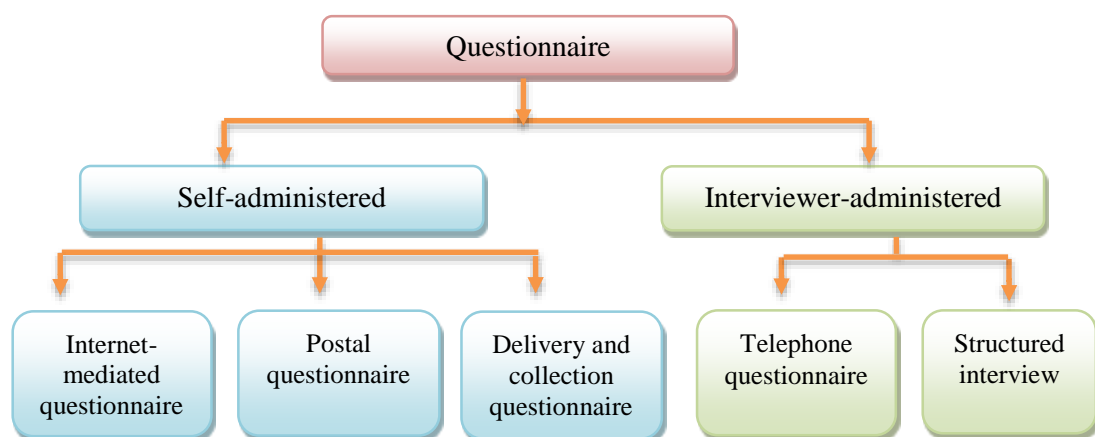 Questionnaire
Self-administered
Interviewer-administered
Internet-
mediated
questionnaire
Postal
questionnaire
Delivery and
collection
questionnaire
Telephone
questionnaire
Structured
interview